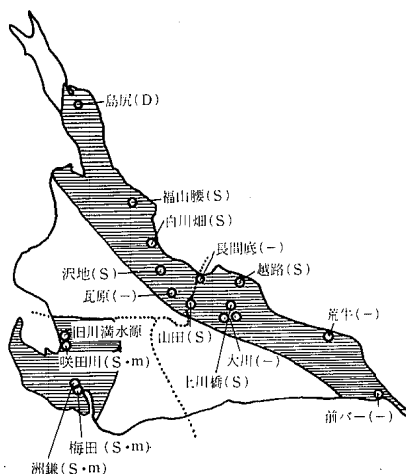 島尻(D)
福山腰(S)
白川畑(S)
長間底(-)
沢地(S)
越路(S)
瓦原(-)
荒牛(-)
旧川満水源
山田(S)
咲田川(S・m)
大川(-)
上川橋(S)
前バー(-)
梅田(S・m)
洲鎌(S・m)